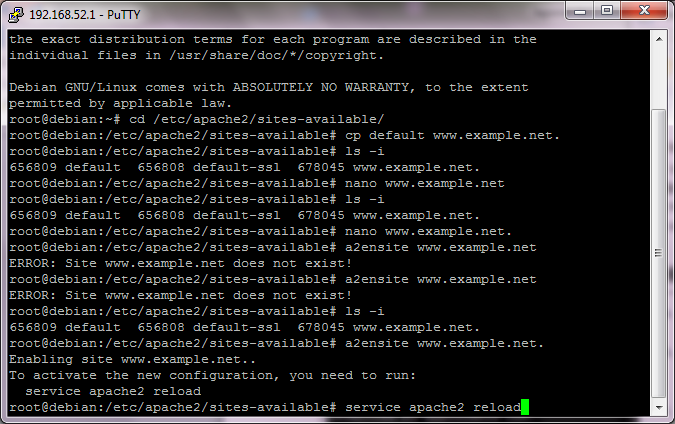 192.168.52.1 - PuTTY
the exact distribution terms for each program are described in the
individual files in /usr/share/doc/*/copyright.

Debian GNU/Linux comes with ABSOLUTELY NO WARRANTY, to the extent
permitted by applicable law.
root@debian:~# cd /etc/apache2/sites-available/
root@debian:/etc/apache2/sites-available# cp default www.example.net.
root@debian:/etc/apache2/sites-available# ls -i
656809 default  656808 default-ssl  678045 www.example.net.
root@debian:/etc/apache2/sites-available# nano www.example.net
root@debian:/etc/apache2/sites-available# ls -i
656809 default  656808 default-ssl  678045 www.example.net.
root@debian:/etc/apache2/sites-available# nano www.example.net.
root@debian:/etc/apache2/sites-available# a2ensite www.example.net
ERROR: Site www.example.net does not exist!
root@debian:/etc/apache2/sites-available# a2ensite www.example.net
ERROR: Site www.example.net does not exist!
root@debian:/etc/apache2/sites-available# ls -i
656809 default  656808 default-ssl  678045 www.example.net.
root@debian:/etc/apache2/sites-available# a2ensite www.example.net.
Enabling site www.example.net..
To activate the new configuration, you need to run:
  service apache2 reload
root@debian:/etc/apache2/sites-available# service apache2 reload